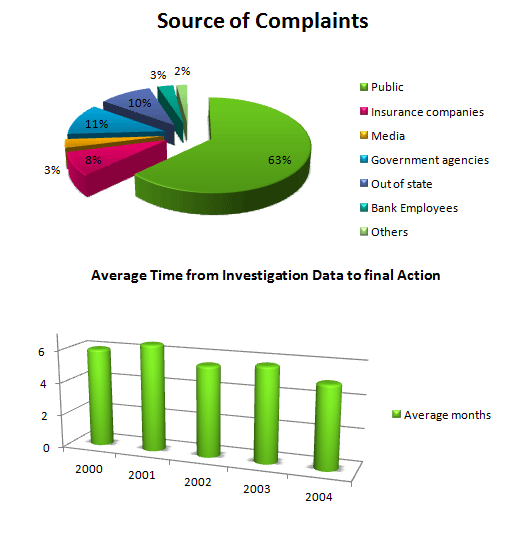 Source of Complaints
3%
2%
10%
11%
3%
8%
63%
Public
Insurance companies
Media
Government agencies
Out of state
Bank Employees
Others
Average Time from Investigation Data to final Action
6
4
2
0
2000
2001
2002
2003
2004
Average months